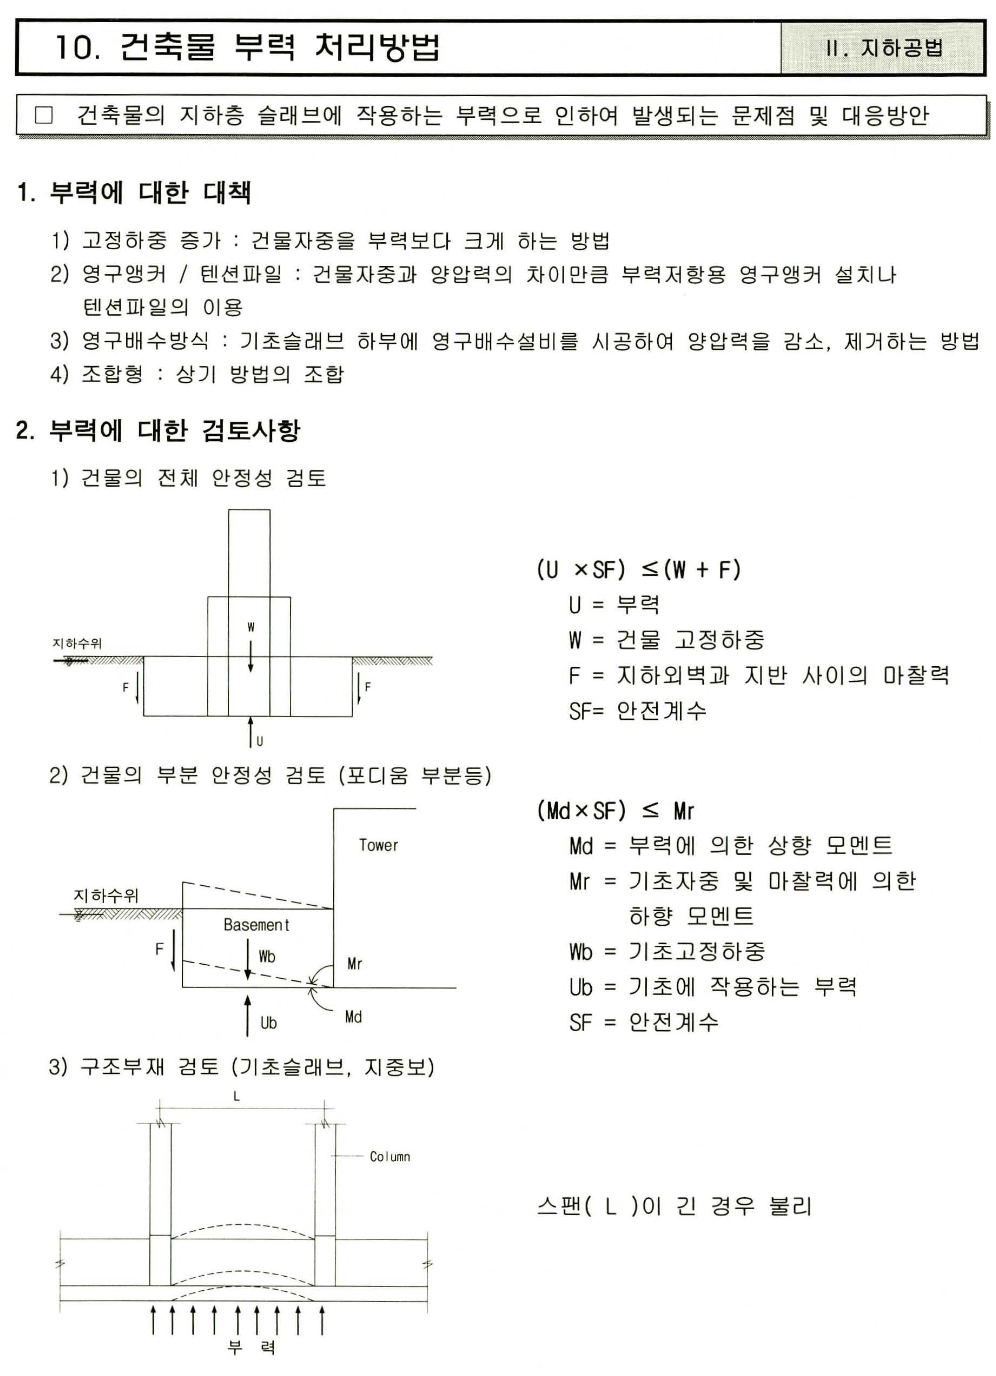 10. 건축물 부력 처리방법
II. 지하공법
□ 건축물의 지하층 슬래브에 작용하는 부력으로 인하여 발생되는 문제점 및 대응방안
1. 부력에 대한 대책
1) 고정하중 증가 : 건물자중을 부력보다 크게 하는 방법
2) 영구앵커 / 텐션파일 : 건물자중과 양압력의 차이만큼 부력저항용 영구앵커 설치나
텐션파일의 이용
3) 영구배수방식 : 기초슬래브 하부에 영구배수설비를 시공하여 양압력을 감소, 제거하는 방법
4) 조합형 : 상기 방법의 조합
2. 부력에 대한 검토사항
1) 건물의 전체 안정성 검토
지하수위
W
F
F
U
(U ×SF) ≤(W + F)
U = 부력
W = 건물 고정하중
F = 지하외벽과 지반 사이의 마찰력
SF= 안전계수
2) 건물의 부분 안정성 검토 (포디움 부분등)
Tower
지하수위
Basement
F
Wb
Mr
Ub
Md
(Md×SF) ≤ Mr
Md = 부력에 의한 상향 모멘트
Mr = 기초자중 및 마찰력에 의한
하향 모멘트
Wb = 기초고정하중
Ub = 기초에 작용하는 부력
SF = 안전계수
3) 구조부재 검토 (기초슬래브, 지중보)
L
Column
부 력
스팬( L )이 긴 경우 불리